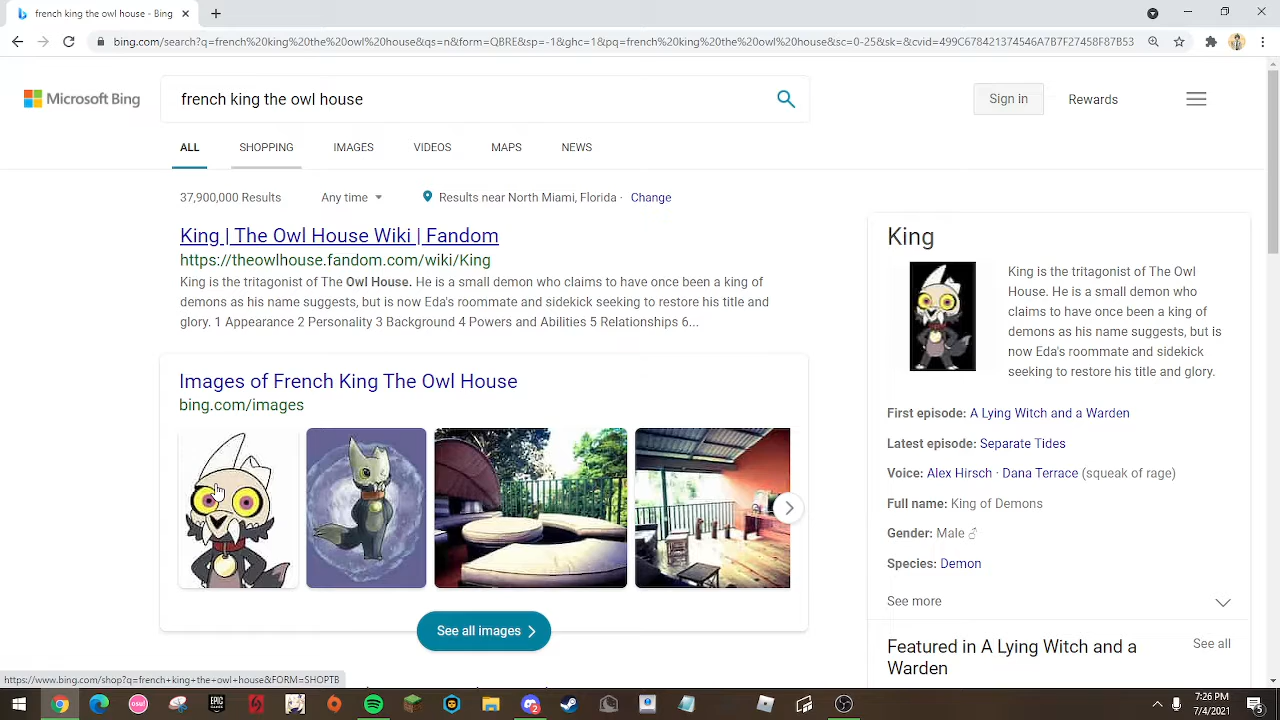 french king the owl house - Bing
bing.com/search?q=french%20king%20the%20owl%20house&qs=n&form=QBRE&sp=-1&ghc=1&pq=french%20king%20the%20owl%20house&sc=0-25&sk=&cvid=499C678421374546A7B7F27458F87B53
Microsoft Bing
french king the owl house
Sign in
Rewards
ALL
SHOPPING
IMAGES
VIDEOS
MAPS
NEWS
37,900,000 Results
Any time
Results near North Miami, Florida · Change
King | The Owl House Wiki | Fandom
https://theowlhouse.fandom.com/wiki/King
King is the tritagonist of The Owl House. He is a small demon who claims to have once been a king of
demons as his name suggests, but is now Eda's roommate and sidekick seeking to restore his title and
glory. 1 Appearance 2 Personality 3 Background 4 Powers and Abilities 5 Relationships 6...
Images of French King The Owl House
bing.com/images
See all images
King
King is the tritagonist of The Owl
House. He is a small demon who
claims to have once been a king of
demons as his name suggests, but is
now Eda's roommate and sidekick
seeking to restore his title and glory.
First episode: A Lying Witch and a Warden
Latest episode: Separate Tides
Voice: Alex Hirsch · Dana Terrace (squeak of rage)
Full name: King of Demons
Gender: Male ♂
Species: Demon
See more
Featured in A Lying Witch and a
Warden
See all
https://www.bing.com/shop?q=french+king+the+owl+house&FORM=SHOPTB
osu!
EPIC
7:26 PM
7/4/2021